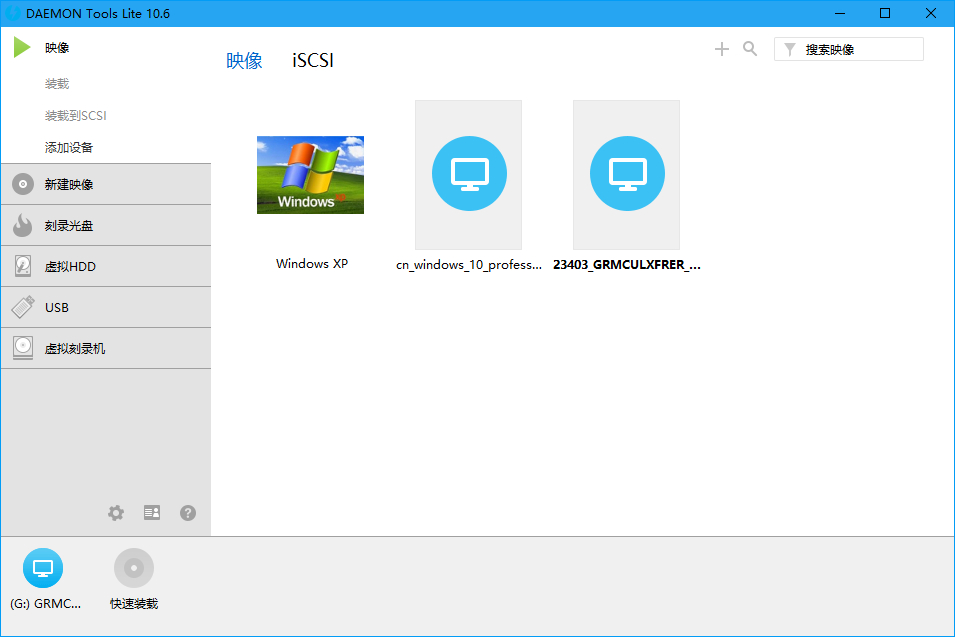 DAEMON Tools Lite 10.6
映像
装载
装载到SCSI
添加设备
新建映像
刻录光盘
虚拟HDD
USB
虚拟刻录机
映像 iSCSI
搜索映像
Windows
Windows XP
cn_windows_10_profess...
23403_GRMCULXFRER_...
(G:) GRMC...
快速装载